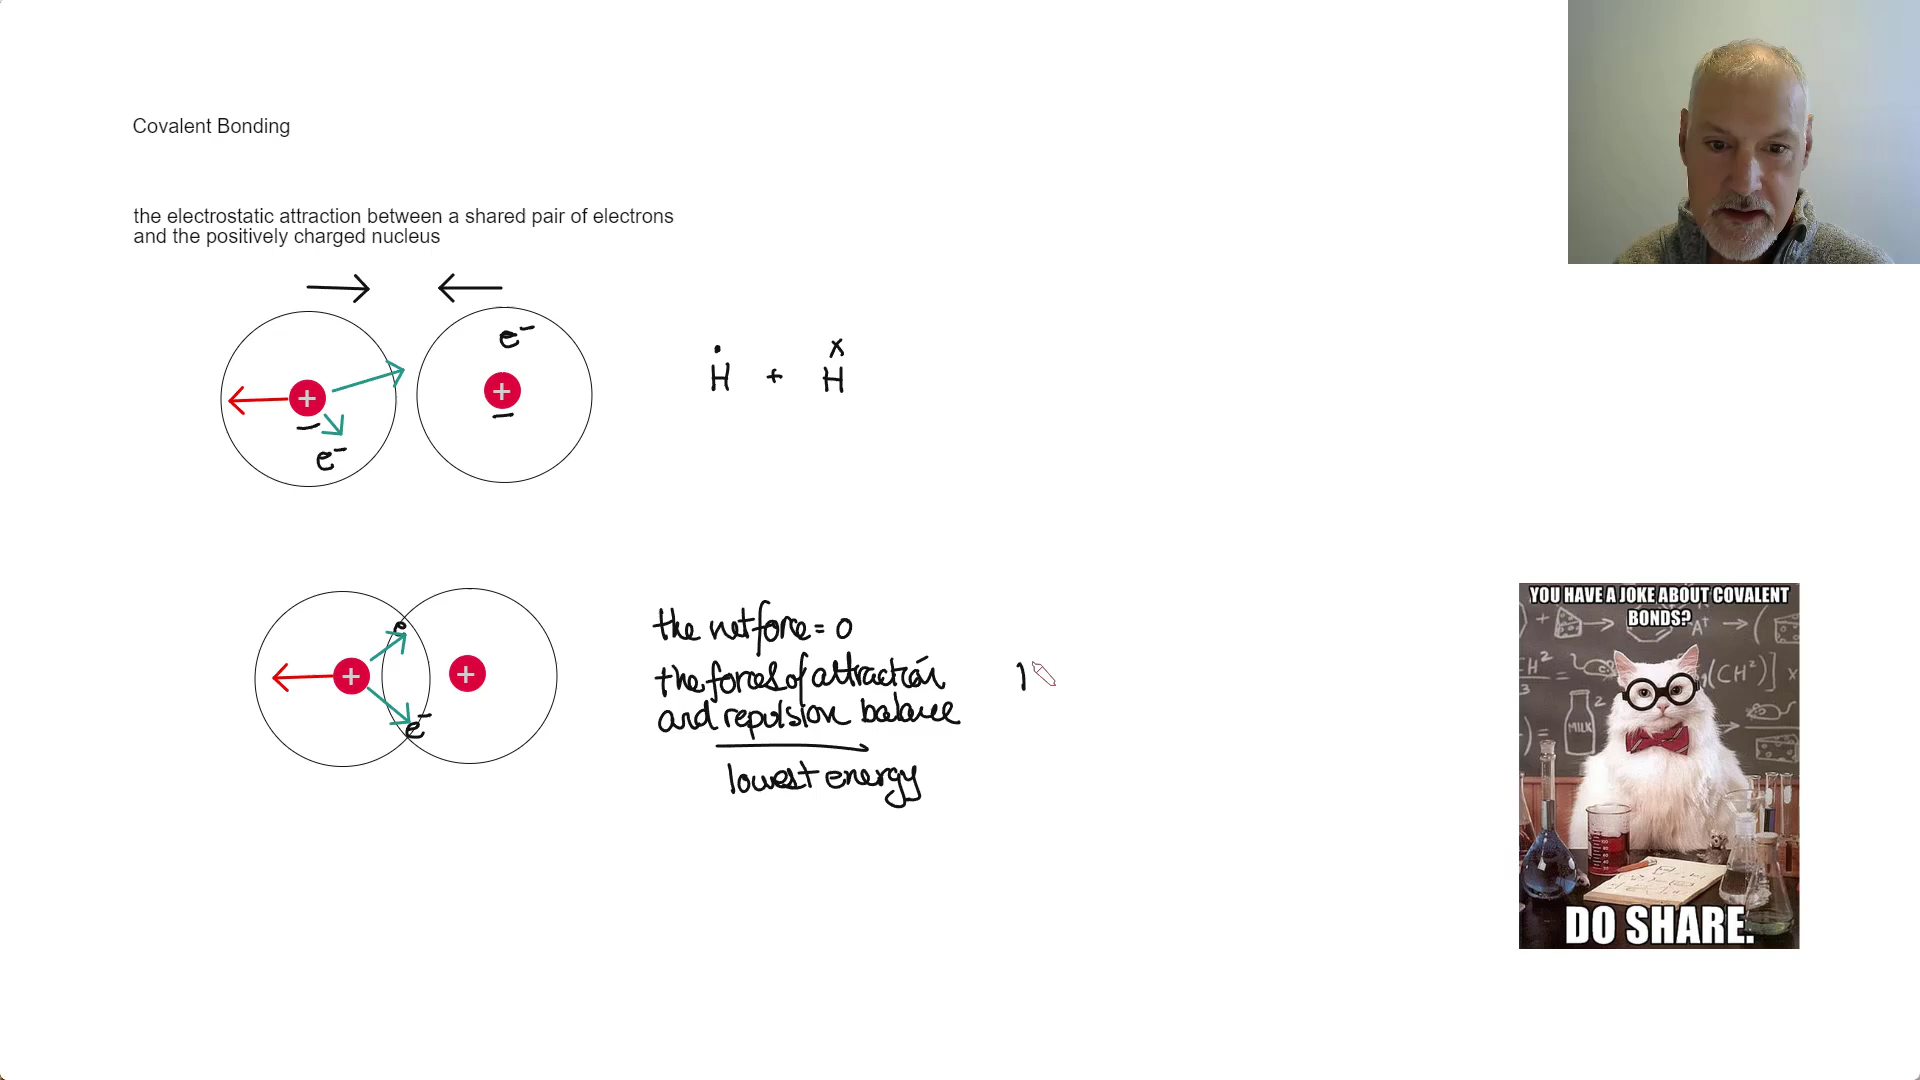 Covalent Bonding
the electrostatic attraction between a shared pair of electrons
and the positively charged nucleus
e⁻
• x
H + H
+ +
e⁻
the net force = 0
e
the forces of attraction
+ +
and repulsion balance
e⁻
lowest energy
YOU HAVE A JOKE ABOUT COVALENT
BONDS?
MILK
DO SHARE.